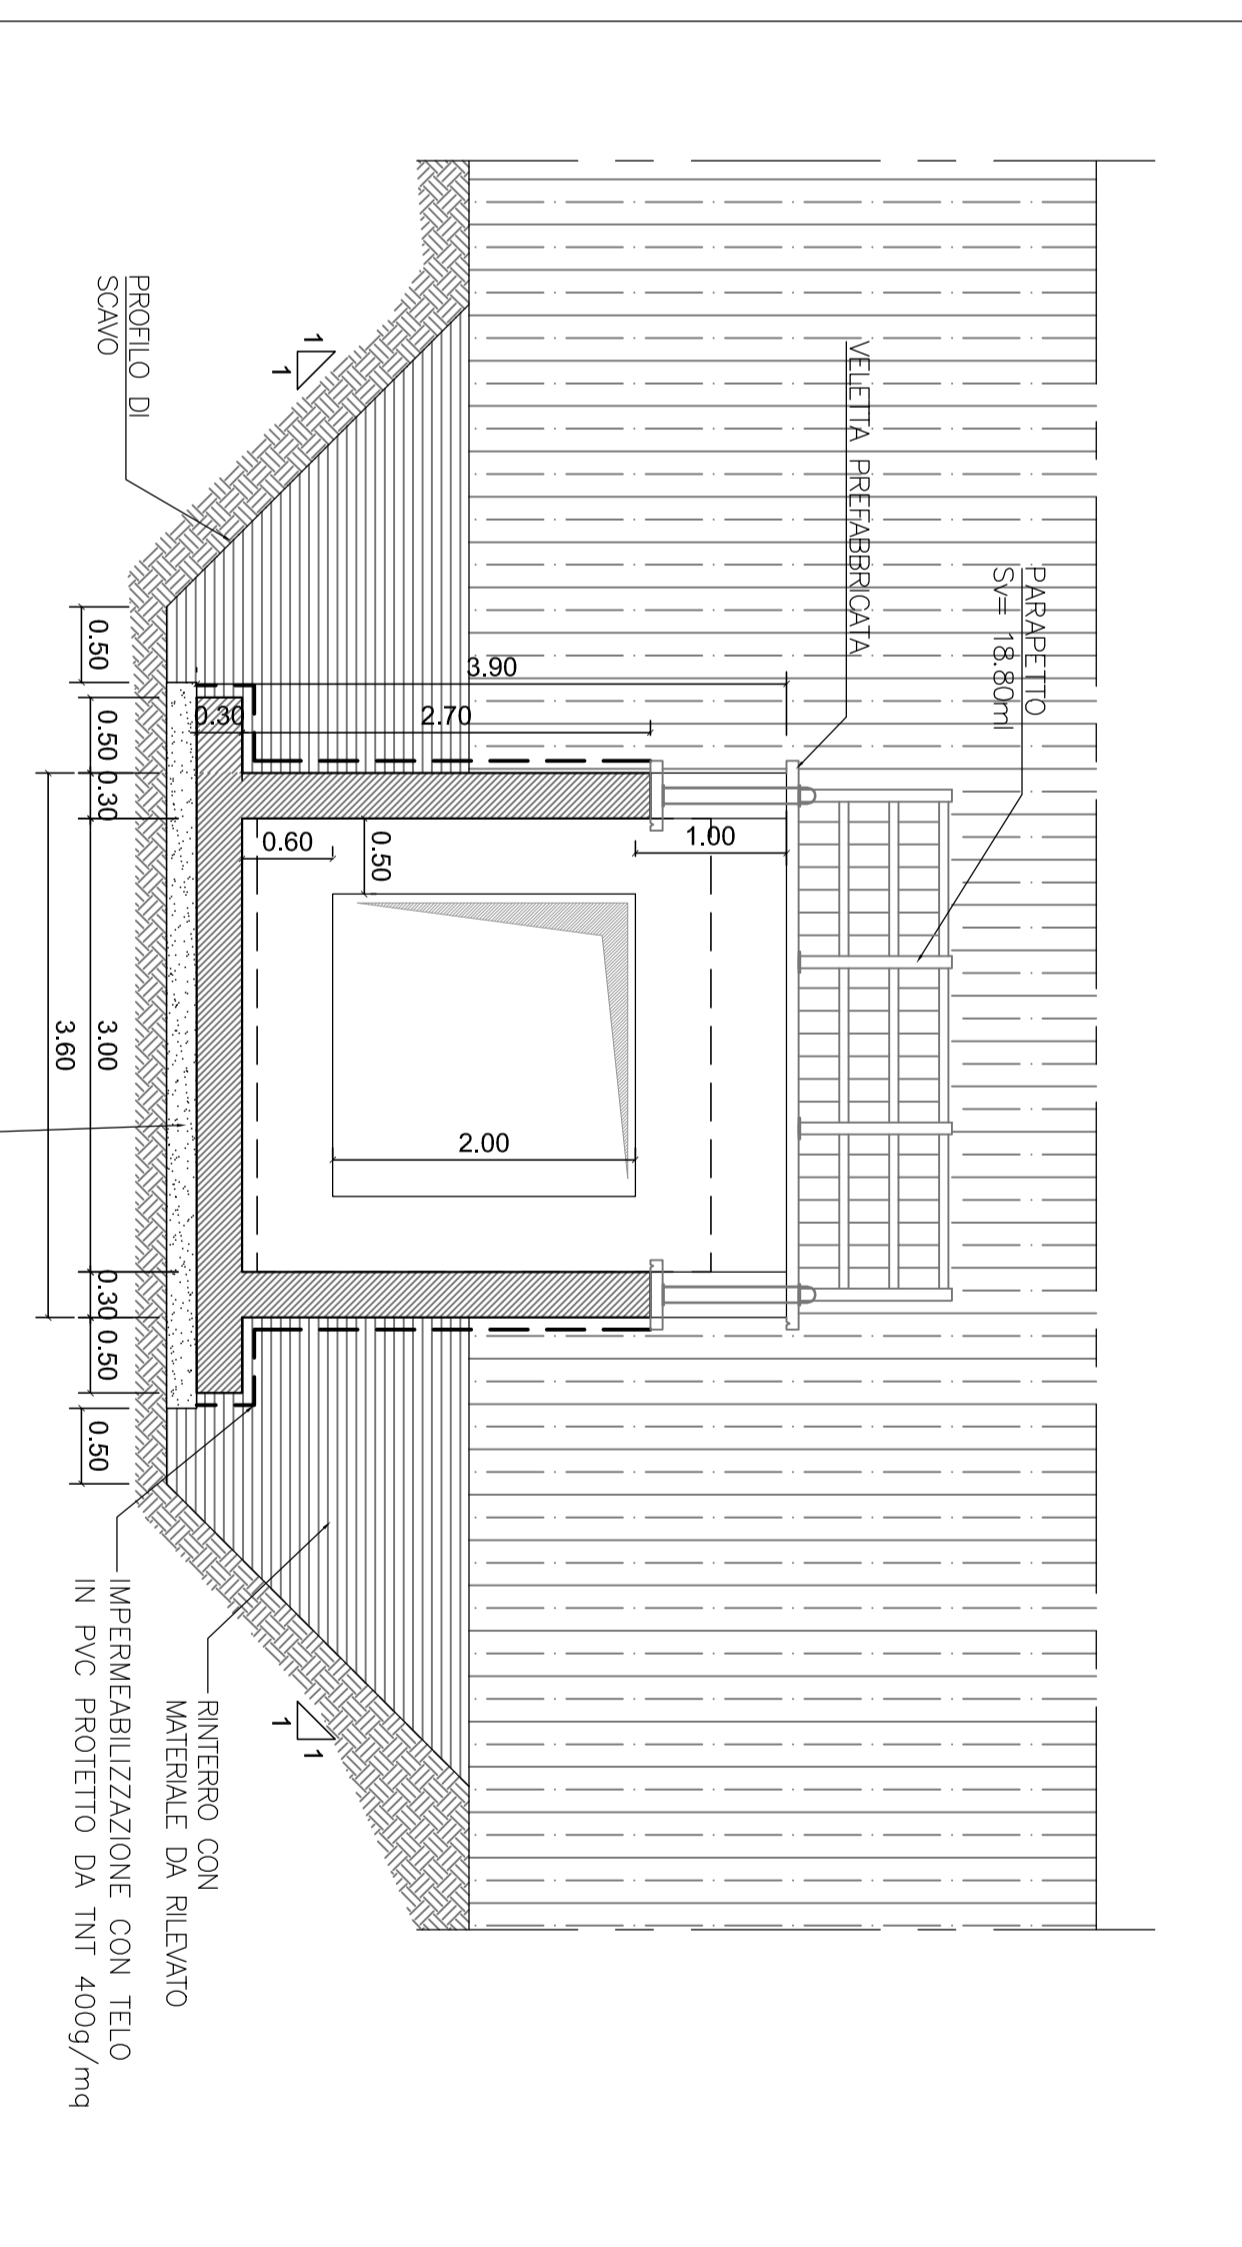 PARAPETTO
Sv= 18.80ml
VELETTA PREFABBRICATA
PROFILO DI
SCAVO
1
1
3.90
0.30
2.70
1.00
0.60
0.50
2.00
0.50
0.50
0.30
3.00
0.30
0.50
0.50
3.60
1
1
RINTERRO CON
MATERIALE DA RILEVATO
IMPERMEABILIZZAZIONE CON TELO
IN PVC PROTETTO DA TNT 400g/mq